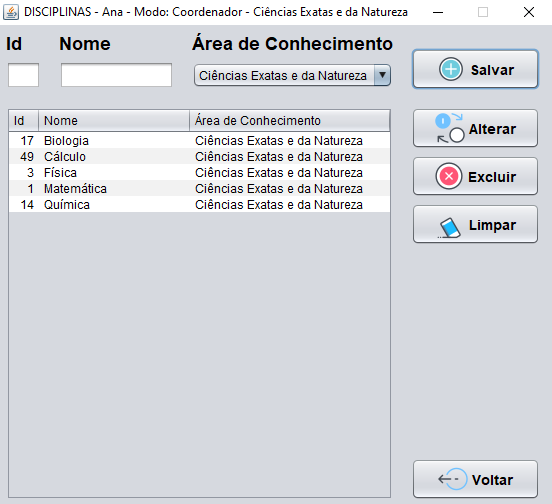 DISCIPLINAS - Ana - Modo: Coordenador - Ciências Exatas e da Natureza
Id Nome Área de Conhecimento
Ciências Exatas e da Natureza
Salvar
Id Nome Área de Conhecimento
17 Biologia Ciências Exatas e da Natureza
49 Cálculo Ciências Exatas e da Natureza
3 Física Ciências Exatas e da Natureza
1 Matemática Ciências Exatas e da Natureza
14 Química Ciências Exatas e da Natureza
Alterar
Excluir
Limpar
Voltar